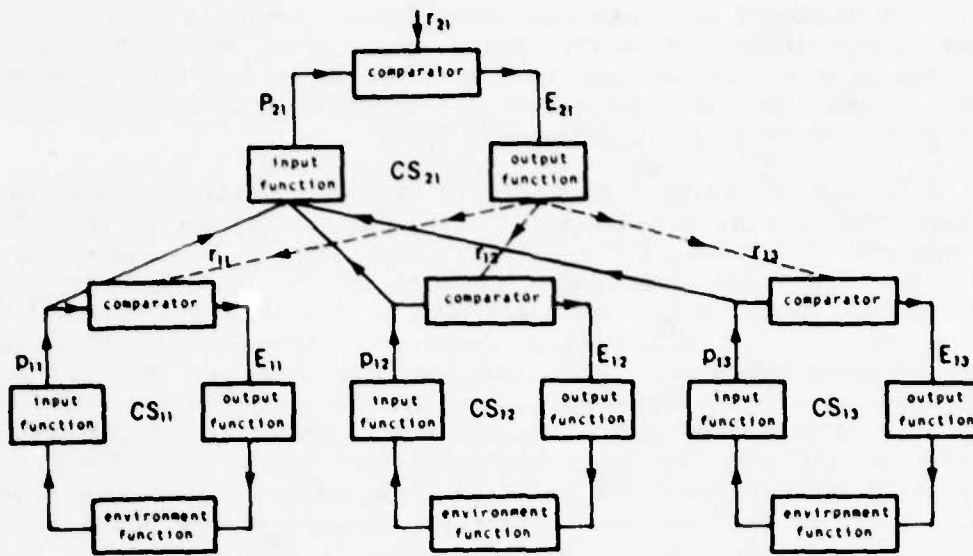 r21
comparator
P21
E21
input
function
CS21
output
function
r11
r12
r13
comparator
comparator
comparator
p11
E11
p12
E12
p13
E13
input
function
CS11
output
function
input
function
CS12
output
function
input
function
CS13
output
function
environment
function
environment
function
environment
function